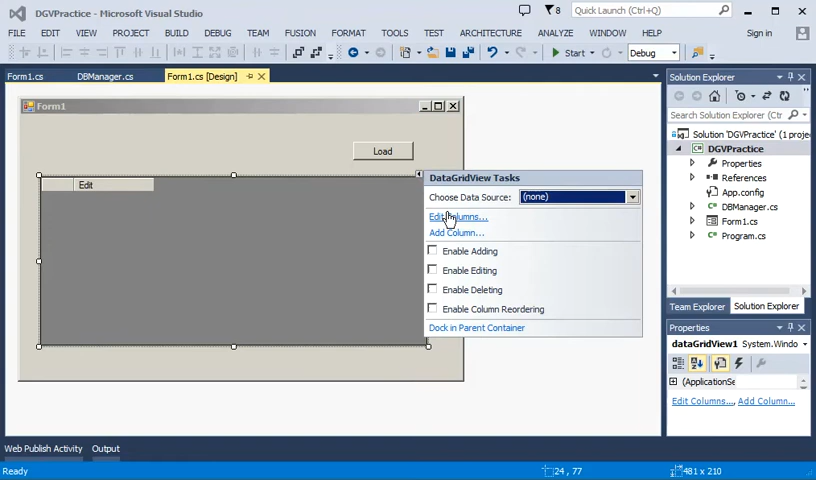 DGVPractice - Microsoft Visual Studio
8
Quick Launch (Ctrl+Q)
FILE EDIT VIEW PROJECT BUILD DEBUG TEAM FUSION FORMAT TOOLS TEST ARCHITECTURE ANALYZE WINDOW HELP Sign in
Start Debug
Form1.cs DBManager.cs Form1.cs [Design]
Form1
Load
Edit
DataGridView Tasks
Choose Data Source: (none)
Edit Columns...
Add Column...
Enable Adding
Enable Editing
Enable Deleting
Enable Column Reordering
Dock in Parent Container
Solution Explorer
Search Solution Explorer (Ctr
Solution 'DGVPractice' (1 projec
DGVPractice
Properties
References
App.config
DBManager.cs
Form1.cs
Program.cs
Team Explorer Solution Explorer
Properties
dataGridView1 System.Windo
(ApplicationSe
Edit Columns..., Add Column...
Web Publish Activity Output
Ready 24 , 77 481 x 210